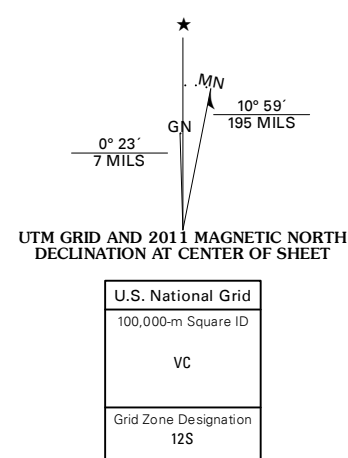 ★
MN
10° 59´
195 MILS
GN
0° 23´
7 MILS
UTM GRID AND 2011 MAGNETIC NORTH
DECLINATION AT CENTER OF SHEET
U.S. National Grid
100,000-m Square ID
VC
Grid Zone Designation
12S